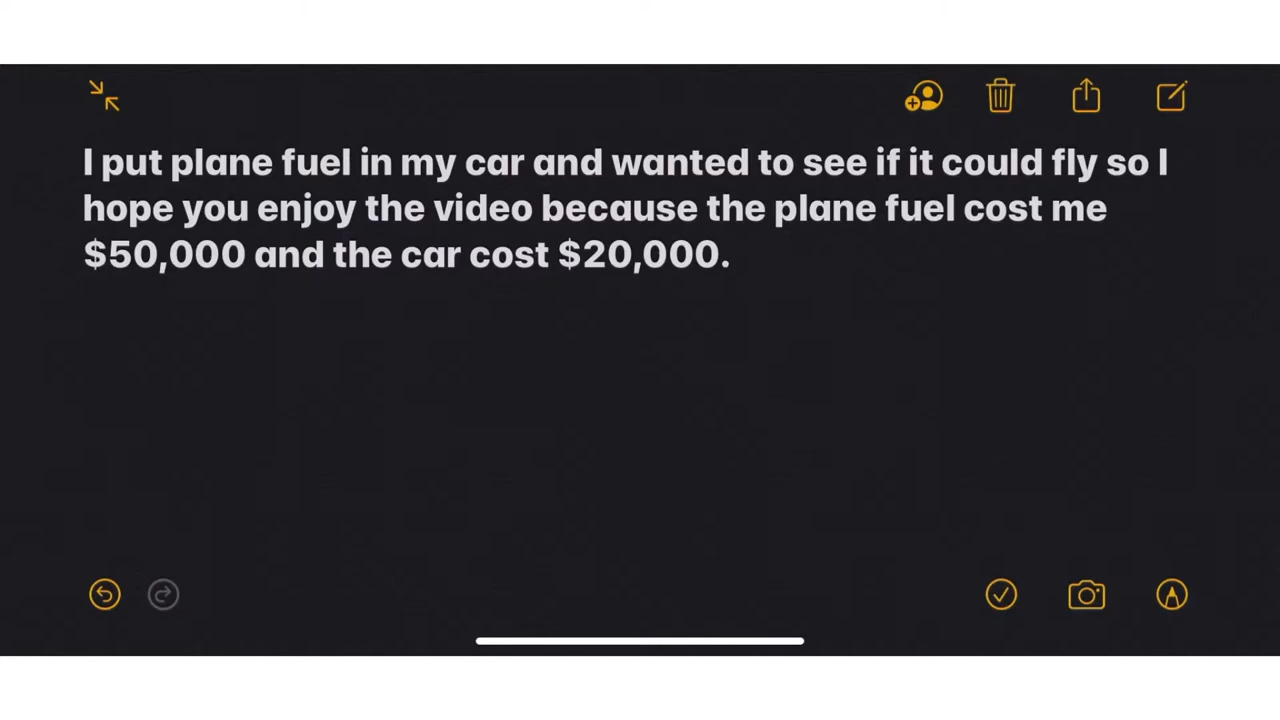 I put plane fuel in my car and wanted to see if it could fly so I
hope you enjoy the video because the plane fuel cost me
$50,000 and the car cost $20,000.